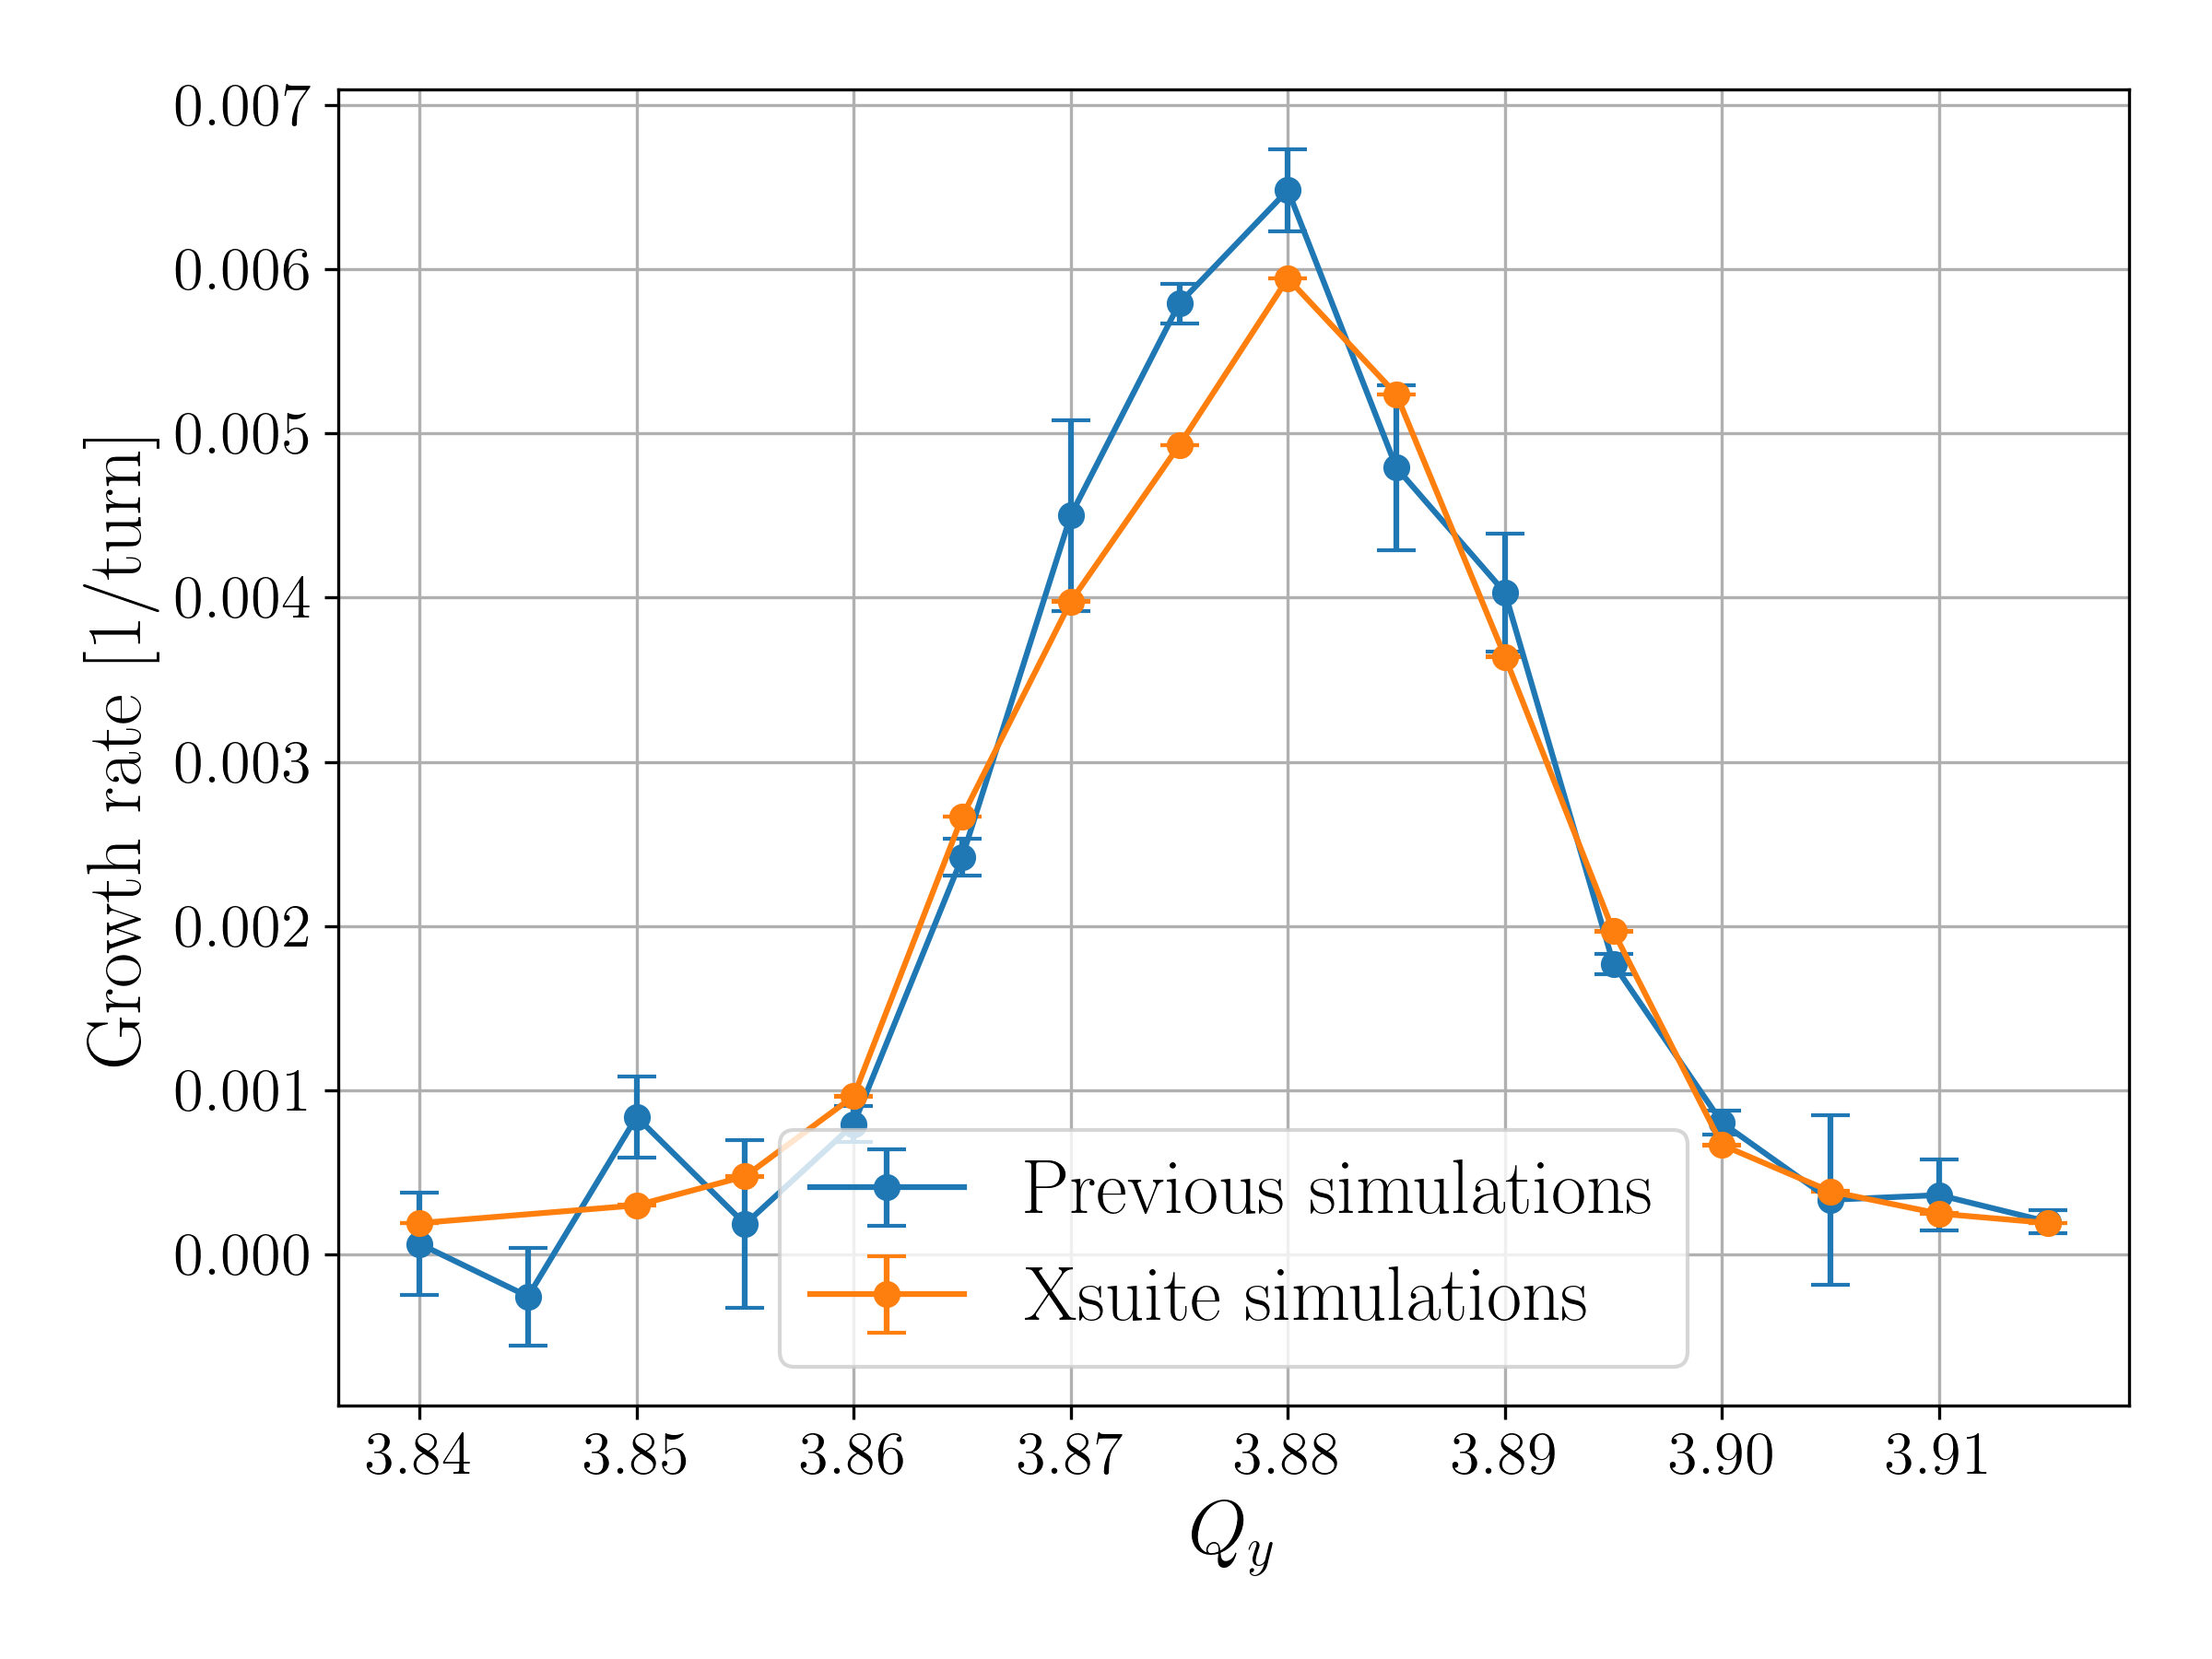 Growth rate [1/turn]
0.007
0.006
0.005
0.004
0.003
0.002
0.001
0.000
Previous simulations
Xsuite simulations
3.84 3.85 3.86 3.87 3.88 3.89 3.90 3.91
Q_y